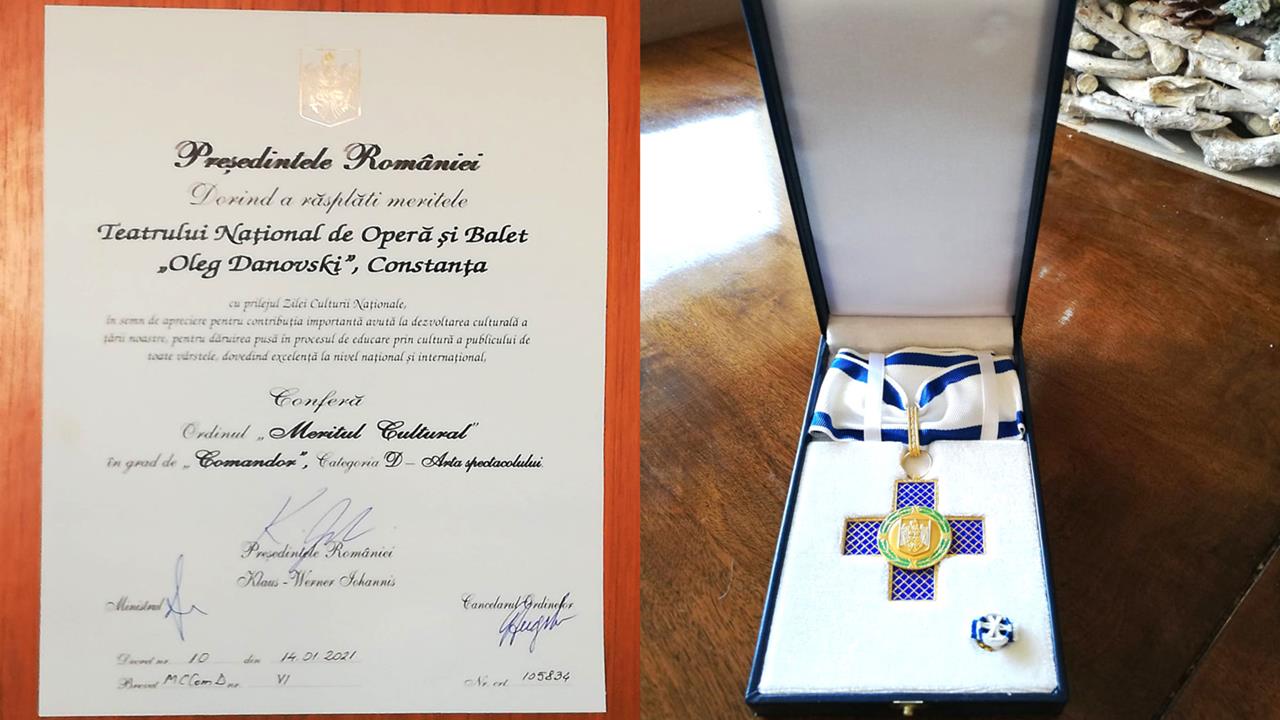 Președintele României
Dorind a răsplăti meritele
Teatrului Național de Operă și Balet
„Oleg Danovski”, Constanța
cu prilejul Zilei Culturii Naționale,
în semn de apreciere pentru contribuția importantă avută la dezvoltarea culturală a
țării noastre, pentru dăruirea pusă în procesul de educare prin cultură a publicului de
toate vârstele, dovedind excelență la nivel național și internațional,
Conferă
Ordinul „Meritul Cultural”
în grad de „Comandor”, Categoria D – Arta spectacolului
Președintele României
Klaus-Werner Iohannis
Ministrul
Cancelarul Ordinelor
Decret nr. 10 din 14.01.2021
Brevet MCComD nr. VI
Nr. crt. 105834